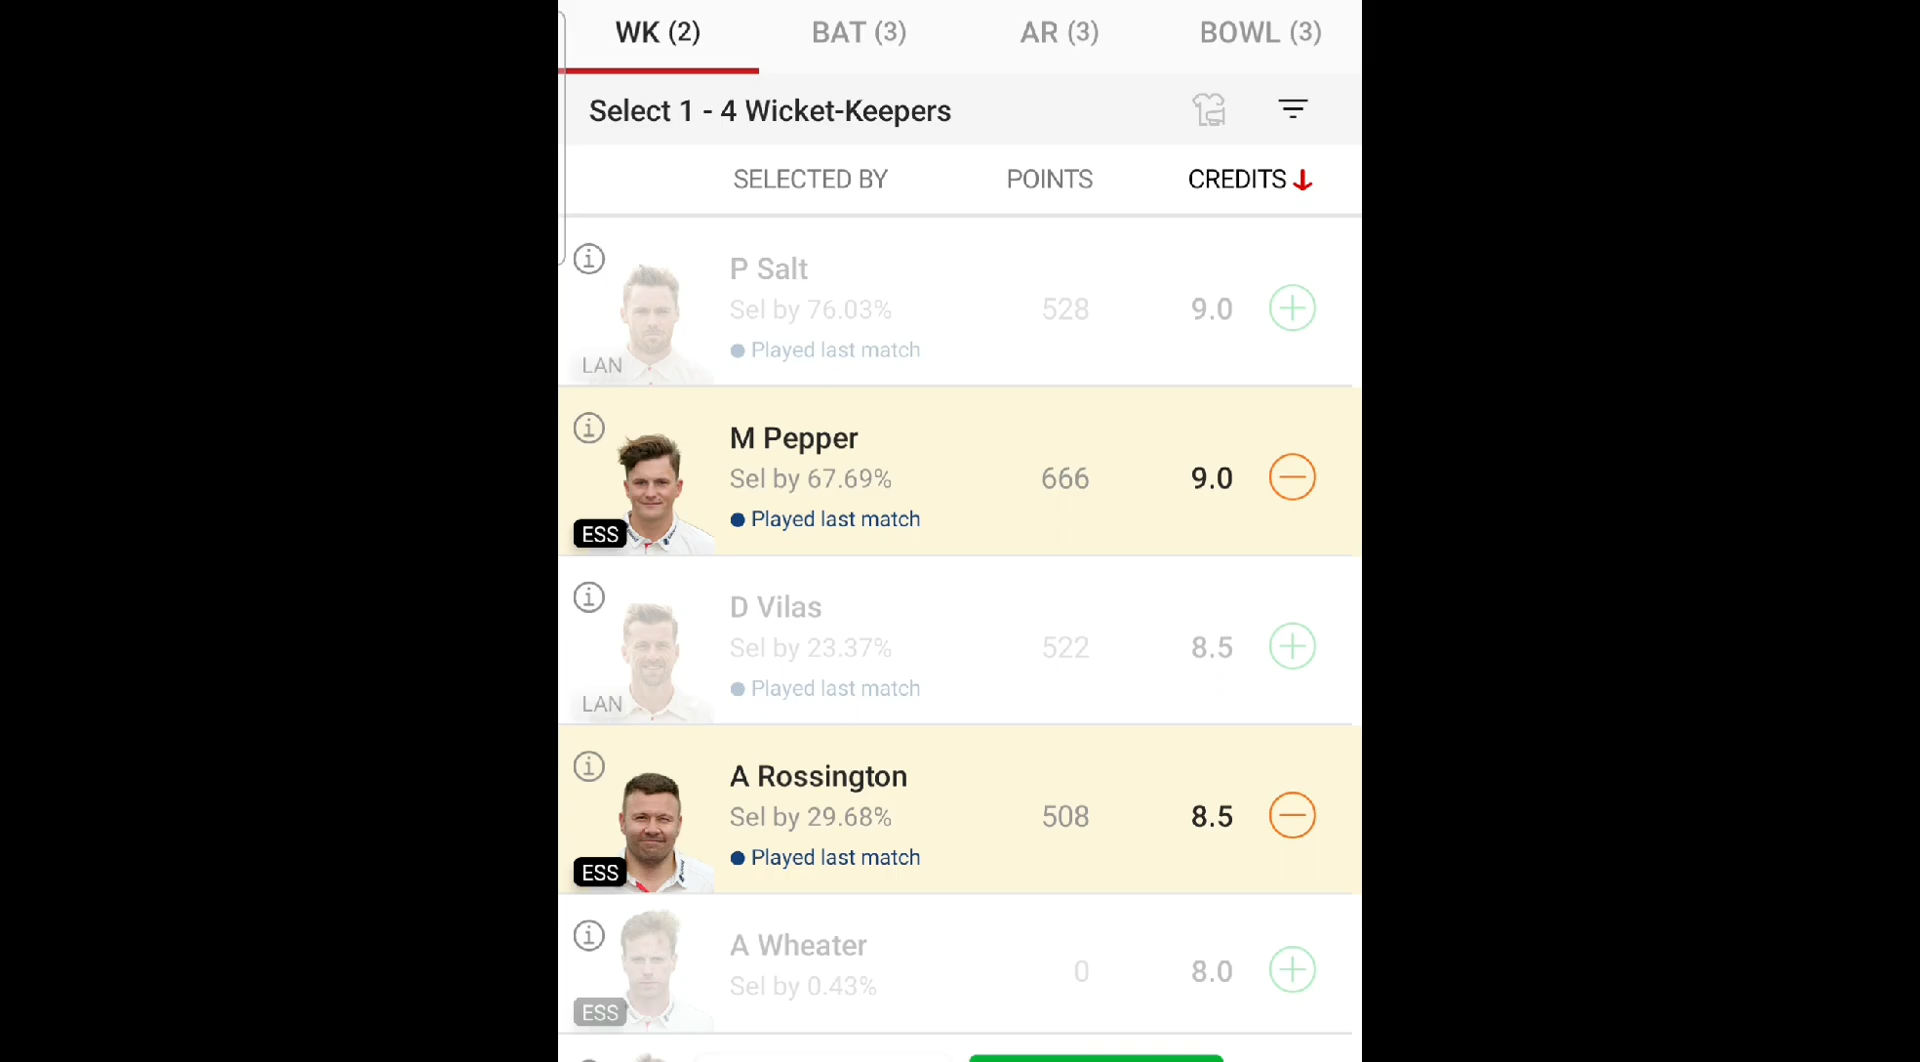 WK (2) BAT (3) AR (3) BOWL (3)
Select 1 - 4 Wicket-Keepers
SELECTED BY POINTS CREDITS
P Salt
Sel by 76.03% 528 9.0
Played last match
LAN
M Pepper
Sel by 67.69% 666 9.0
Played last match
ESS
D Vilas
Sel by 23.37% 522 8.5
Played last match
LAN
A Rossington
Sel by 29.68% 508 8.5
Played last match
ESS
A Wheater
Sel by 0.43% 0 8.0
ESS